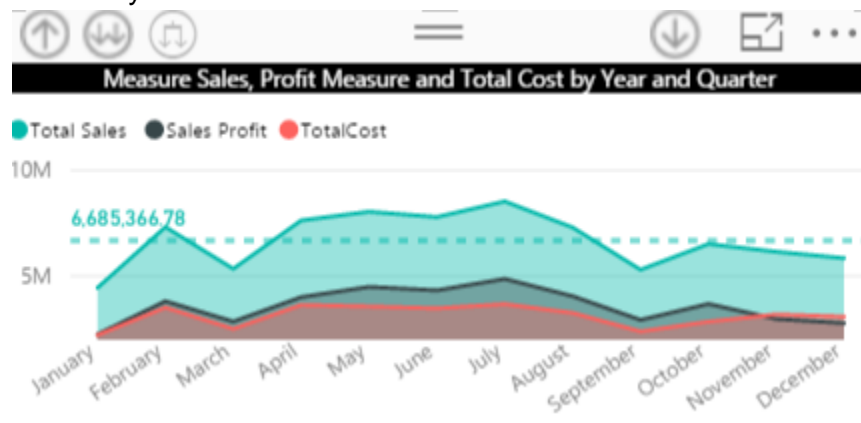 Measure Sales, Profit Measure and Total Cost by Year and Quarter
Total Sales Sales Profit TotalCost
10M
6,685,366.78
5M
January February March April May June July August September October November December